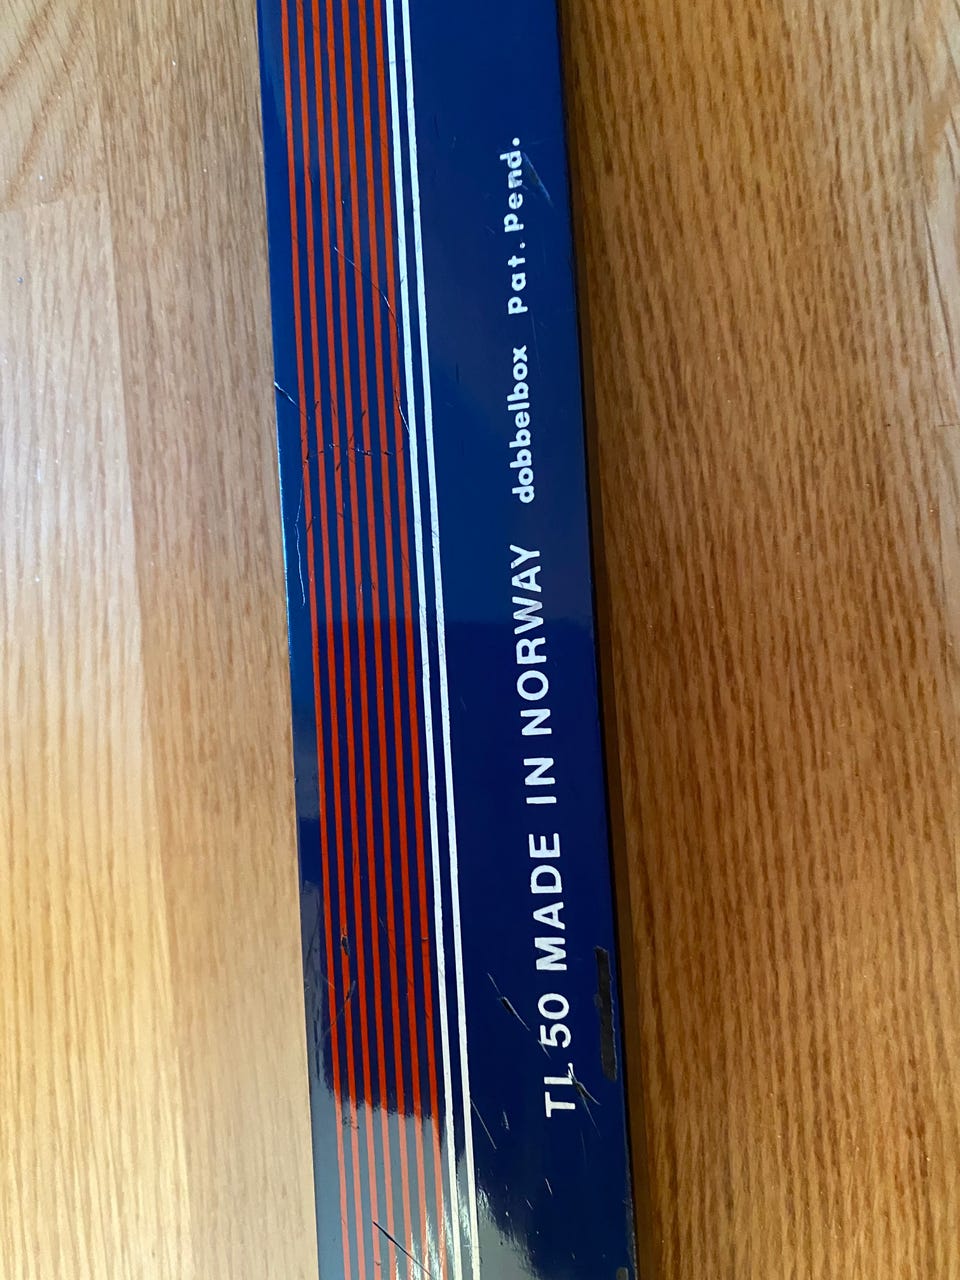 TL 50 MADE IN NORWAY dobbelbox Pat. Pend.